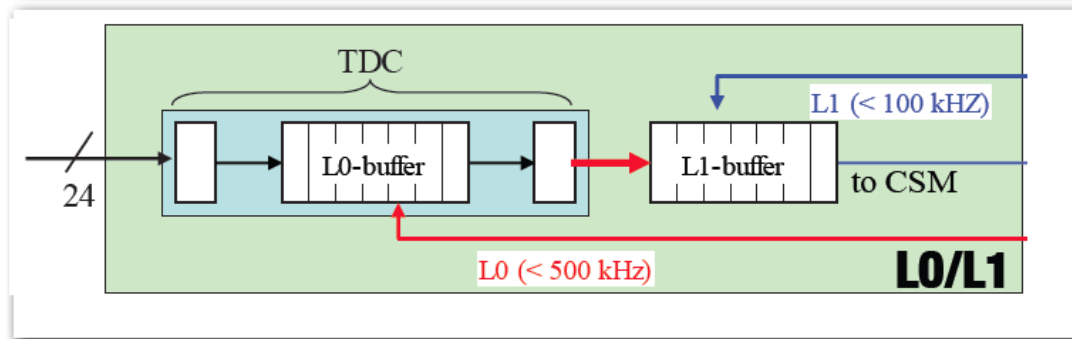 TDC
L1 (< 100 kHZ)
L0-buffer
L1-buffer
24
to CSM
L0 (< 500 kHz)
L0/L1